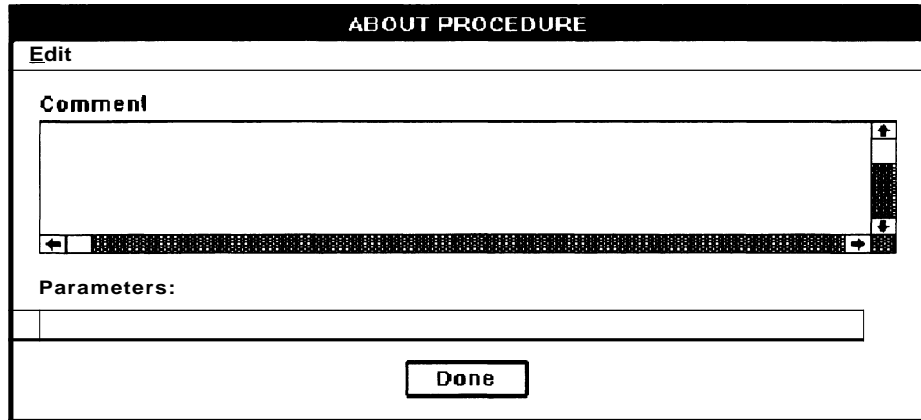 ABOUT PROCEDURE
Edit
Comment
Parameters:
Done